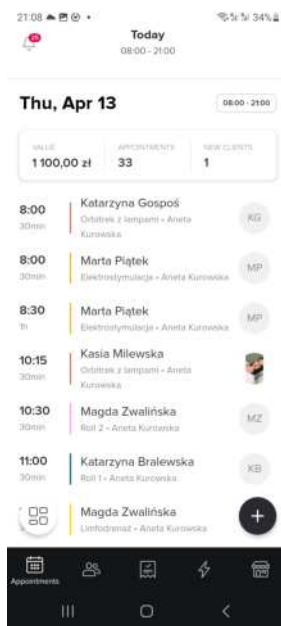 21:08
34%
26
Today
08:00 - 21:00
Thu, Apr 13
08:00 - 21:00
VALUE
APPOINTMENTS
NEW CLIENTS
1 100,00 zł
33
1
8:00
Katarzyna Gospoś
30min
Orbitrek z lampami • Aneta
Kurowska
KG
8:00
Marta Piątek
30min
Elektrostymulacja • Aneta Kurowska
MP
8:30
Marta Piątek
1h
Elektrostymulacja • Aneta Kurowska
MP
10:15
Kasia Milewska
30min
Orbitrek z lampami • Aneta
Kurowska
10:30
Magda Zwalińska
30min
Roll 2 • Aneta Kurowska
MZ
11:00
Katarzyna Bralewska
30min
Roll 1 • Aneta Kurowska
KB
Magda Zwalińska
Limfodrenaż • Aneta Kurowska
Appointments